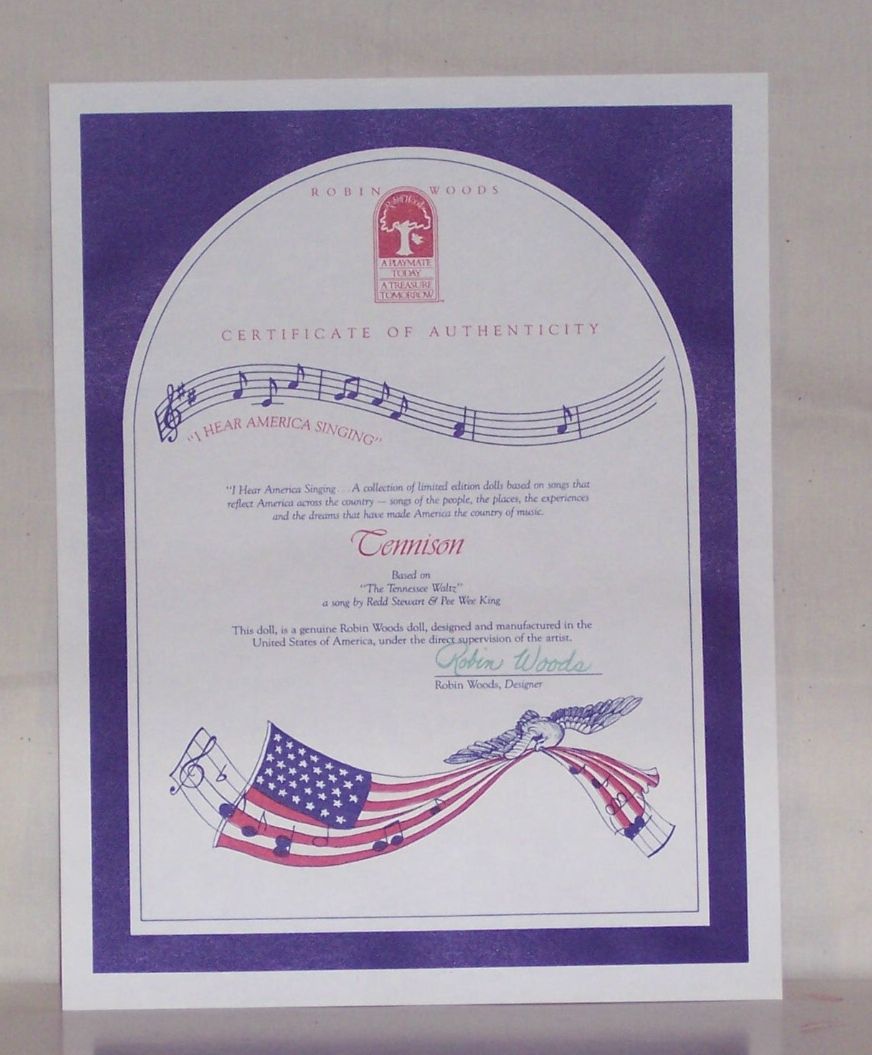 ROBIN WOODS
Robin Woods
A PLAYMATE
TODAY
A TREASURE
TOMORROW
CERTIFICATE OF AUTHENTICITY
"I HEAR AMERICA SINGING"
"I Hear America Singing . . . A collection of limited edition dolls based on songs that
reflect America across the country — songs of the people, the places, the experiences
and the dreams that have made America the country of music.
Tennison
Based on
"The Tennessee Waltz"
a song by Redd Stewart & Pee Wee King
This doll, is a genuine Robin Woods doll, designed and manufactured in the
United States of America, under the direct supervision of the artist.
Robin Woods
Robin Woods, Designer